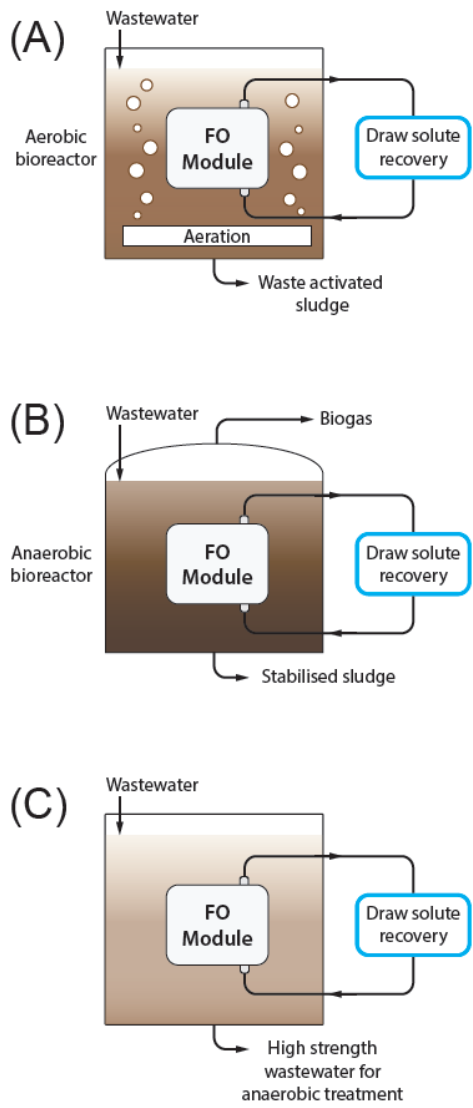 (A)
Wastewater
Aerobic
bioreactor
FO
Module
Draw solute
recovery
Aeration
Waste activated
sludge
(B)
Wastewater
Biogas
Anaerobic
bioreactor
FO
Module
Draw solute
recovery
Stabilised sludge
(C)
Wastewater
FO
Module
Draw solute
recovery
High strength
wastewater for
anaerobic treatment